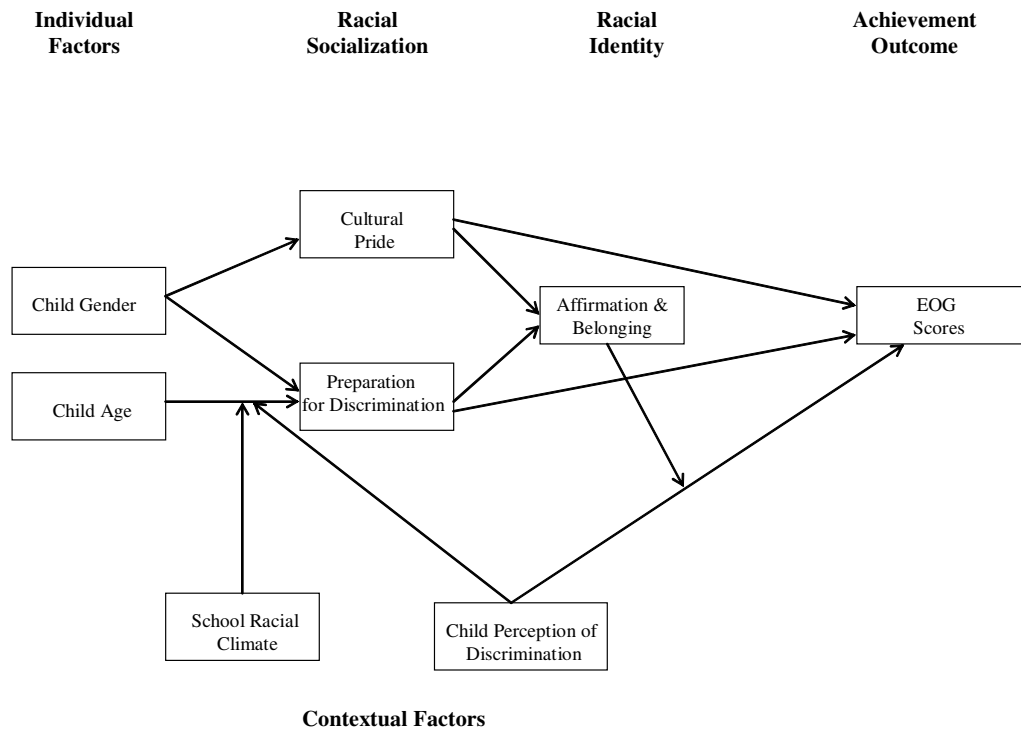 Individual
Factors
Racial
Socialization
Racial
Identity
Achievement
Outcome
Cultural
Pride
Child Gender
Affirmation &
Belonging
EOG
Scores
Preparation
for Discrimination
Child Age
School Racial
Climate
Child Perception of
Discrimination
Contextual Factors